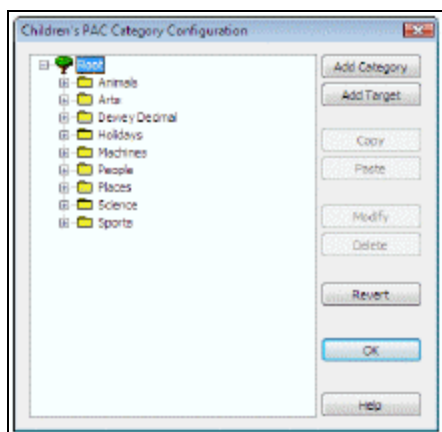 Children's PAC Category Configuration
Root
Animals
Arts
Dewey Decimal
Holidays
Machines
People
Places
Science
Sports
Add Category
Add Target
Copy
Paste
Modify
Delete
Revert
OK
Help